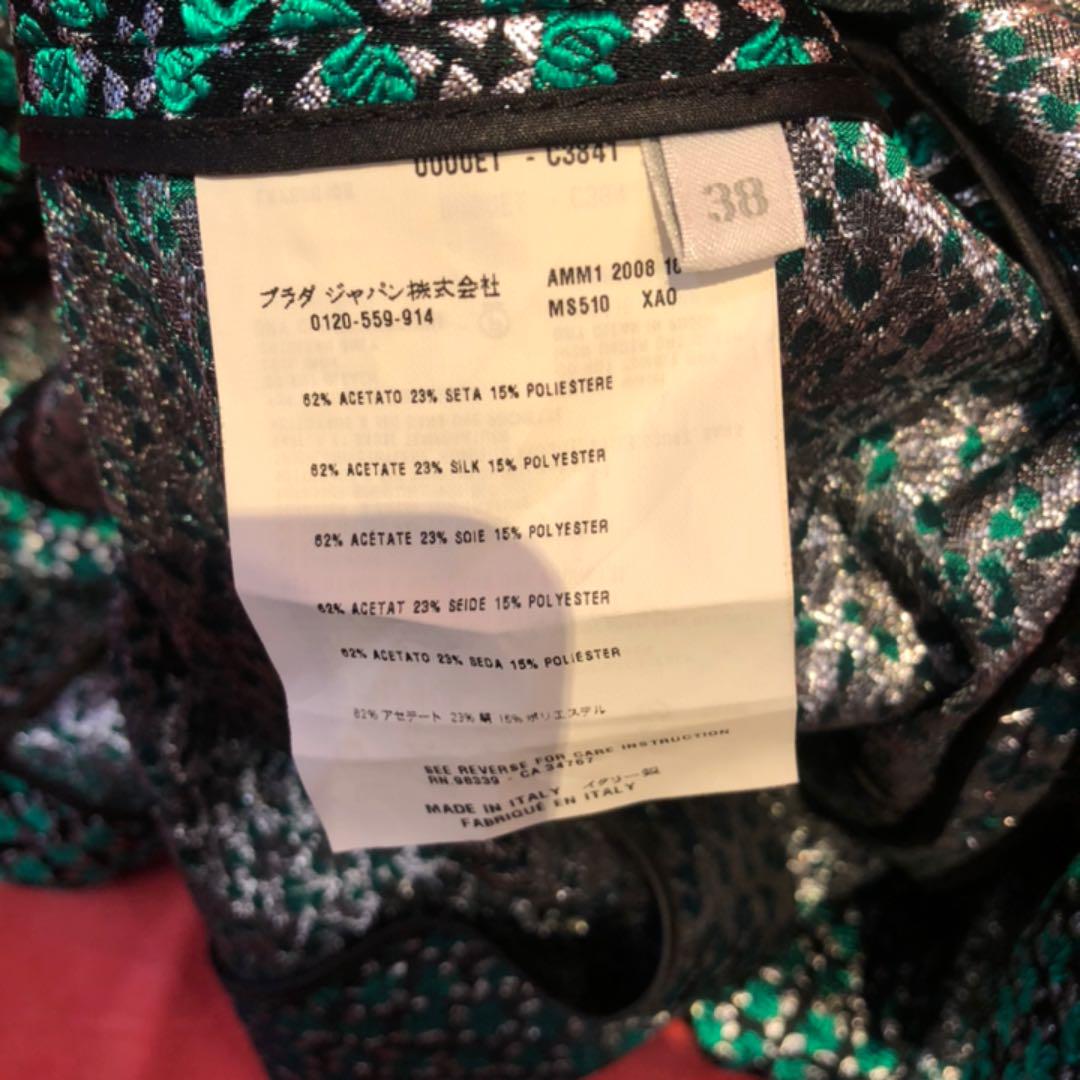 - C3841
38
プラダ ジャパン株式会社
0120-559-914
AMM1 2008
MS510 XAO
62% ACETATO 23% SETA 15% POLIESTERE
62% ACETATE 23% SILK 15% POLYESTER
62% ACÉTATE 23% SOIE 15% POLYESTER
62% ACETAT 23% SEIDE 15% POLYESTER
62% ACETATO 23% SEDA 15% POLIÉSTER
62% アセテート 23% 絹 15% ポリエステル
SEE REVERSE FOR CARE INSTRUCTION
RN 98339 - CA 34767
MADE IN ITALY イタリー製
FABRIQUÉ EN ITALY